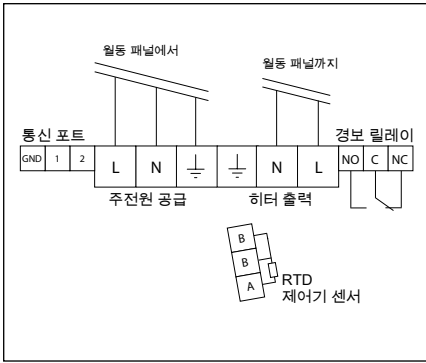 월동 패널에서
월동 패널까지
통신 포트
경보 릴레이
GND 1 2 L N ⏚ ⏚ N L NO C NC
주전원 공급
히터 출력
B
B
A
RTD
제어기 센서